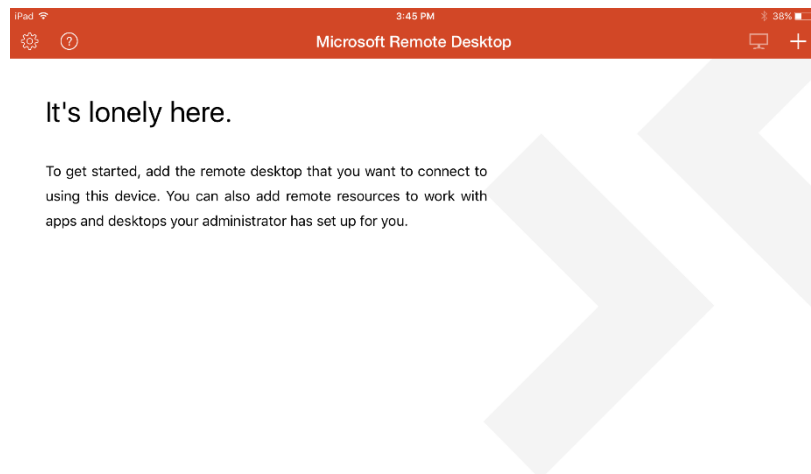 iPad 3:45 PM 38%
? Microsoft Remote Desktop +
It's lonely here.
To get started, add the remote desktop that you want to connect to
using this device. You can also add remote resources to work with
apps and desktops your administrator has set up for you.